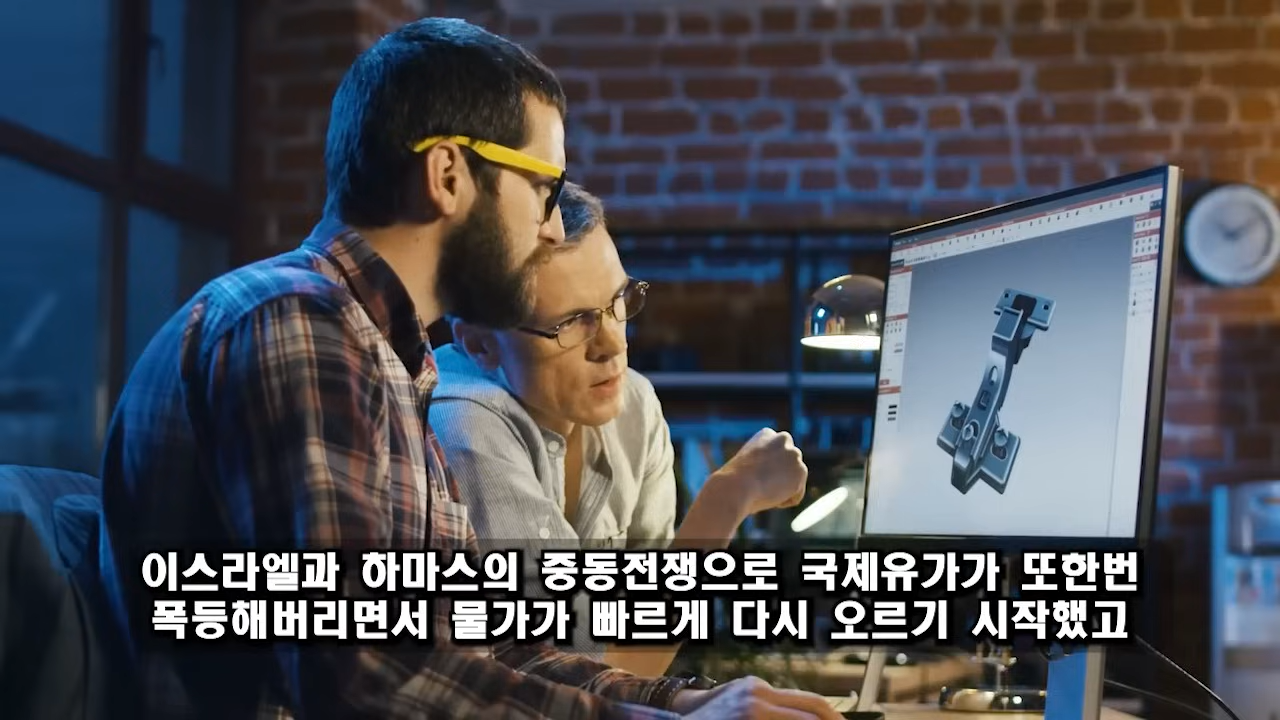 이스라엘과 하마스의 중동전쟁으로 국제유가가 또한번
폭등해버리면서 물가가 빠르게 다시 오르기 시작했고